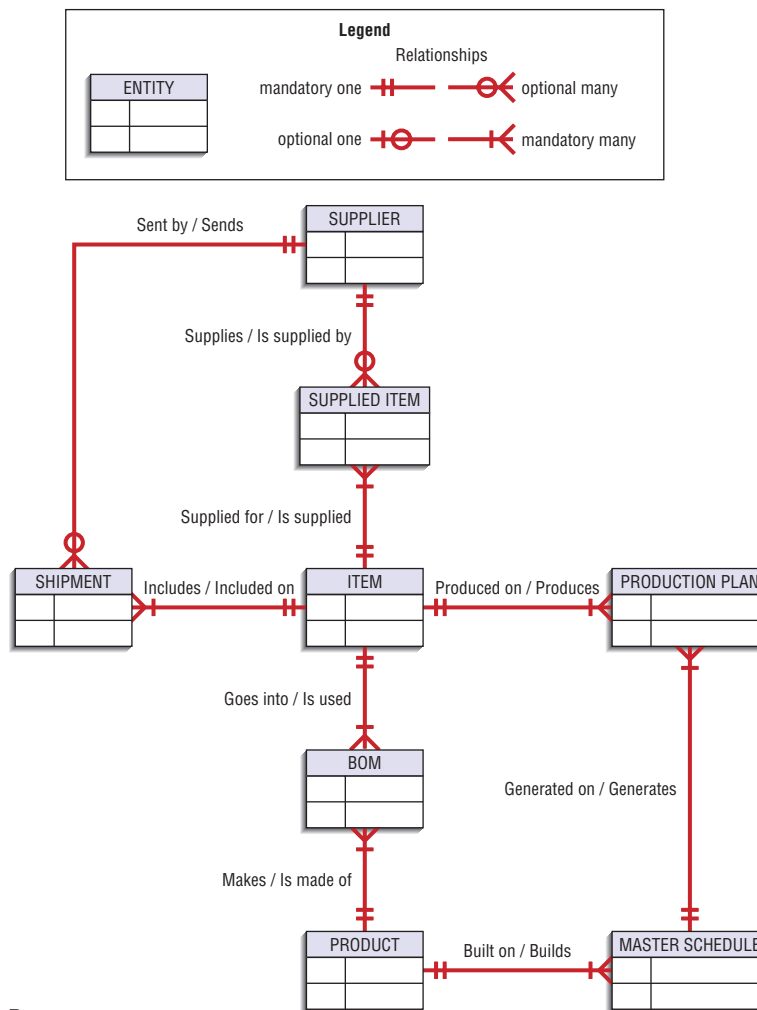 Legend
Relationships
ENTITY
mandatory one
optional many
optional one
mandatory many
Sent by / Sends
SUPPLIER
Supplies / Is supplied by
SUPPLIED ITEM
Supplied for / Is supplied
SHIPMENT
Includes / Included on
ITEM
Produced on / Produces
PRODUCTION PLAN
Goes into / Is used
BOM
Generated on / Generates
Makes / Is made of
PRODUCT
Built on / Builds
MASTER SCHEDULE